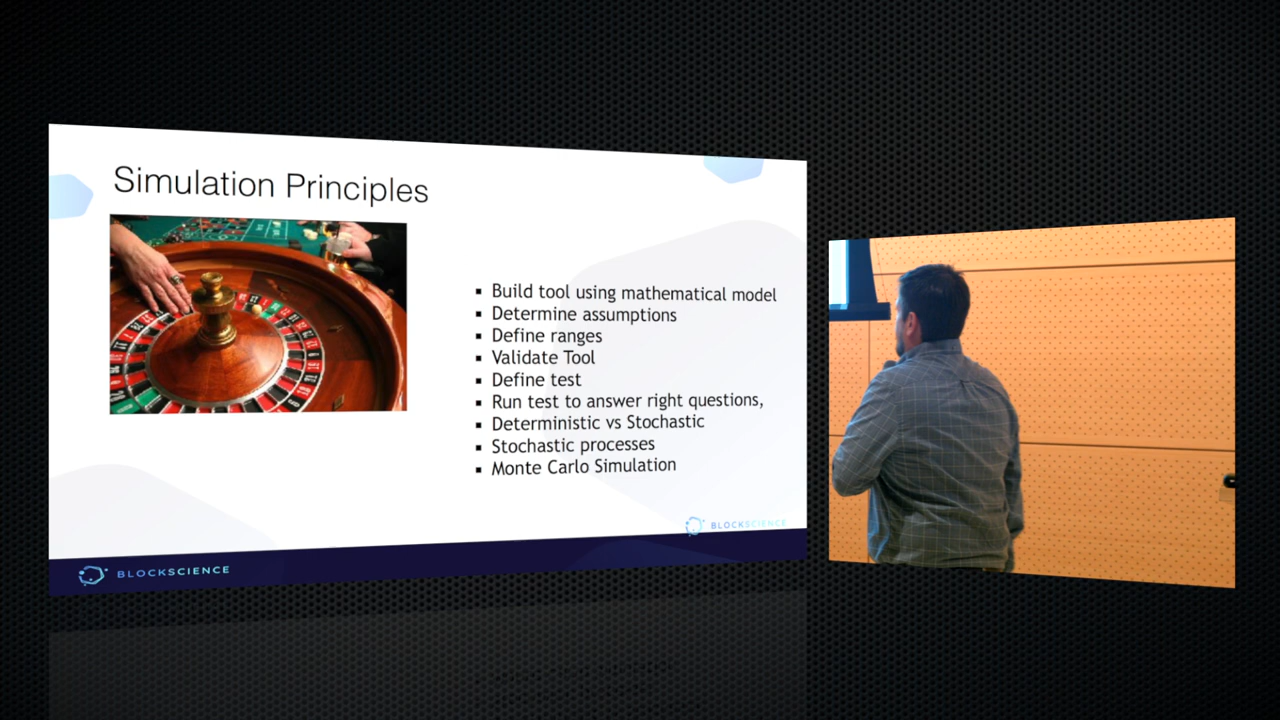 Simulation Principles
▪ Build tool using mathematical model
▪ Determine assumptions
▪ Define ranges
▪ Validate Tool
▪ Define test
▪ Run test to answer right questions,
▪ Deterministic vs Stochastic
▪ Stochastic processes
▪ Monte Carlo Simulation
BLOCKSCIENCE
BLOCKSCIENCE